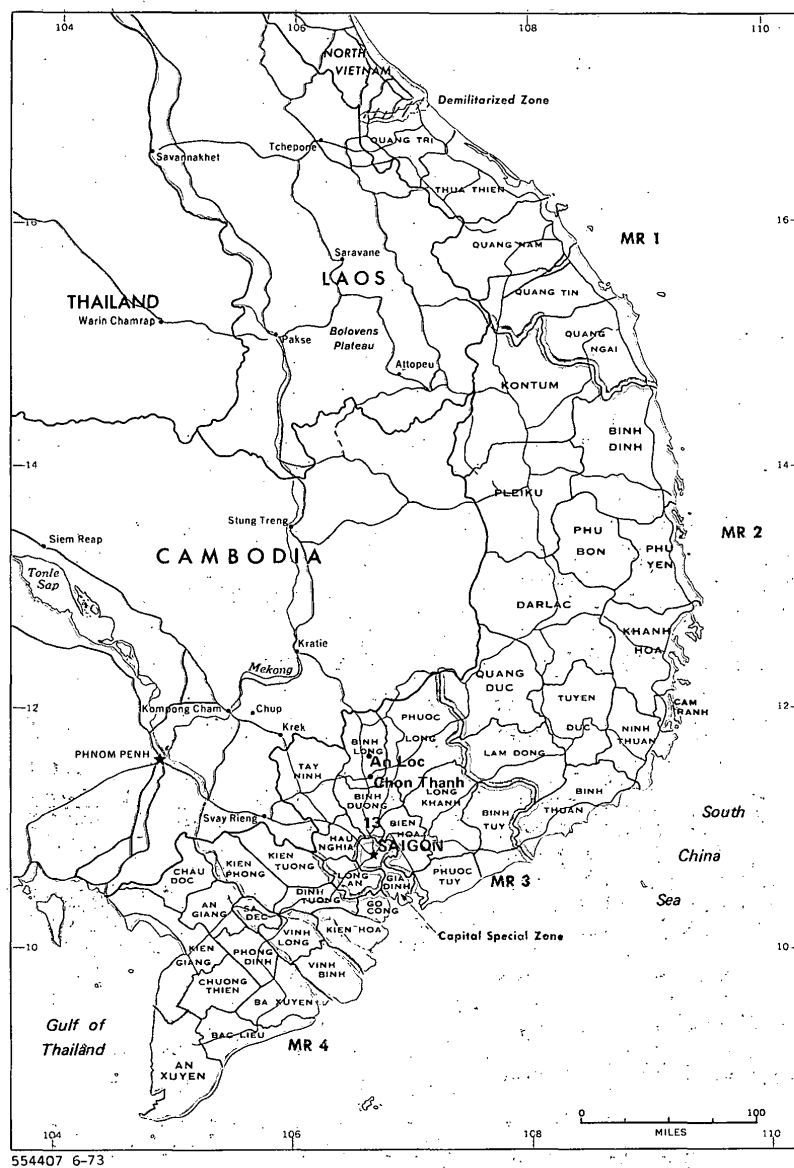 104
106
108
110
NORTH
VIETNAM
Demilitarized Zone
QUANG TRI
Tchepone
Savannakhet
THUA THIEN
16
16
MR 1
QUANG NAM
Saravane
LAOS
QUANG TIN
THAILAND
Warin Chamrap
Pakse
Bolovens
Plateau
QUANG
NGAI
Attopeu
KONTUM
BINH
DINH
14
14
PLEIKU
Stung Treng
MR 2
PHU
BON
PHU
YEN
Siem Reap
CAMBODIA
Tonle
Sap
DARLAC
KHANH
HOA
Kratie
Mekong
QUANG
DUC
TUYEN
DUC
CAM
RANH
12
12
Kompong Cham
Chup
PHUOC
LONG
NINH
THUAN
Krek
BINH
LONG
LAM DONG
PHNOM PENH
An Loc
TAY
NINH
Chon Thanh
BINH
DUONG
LONG
KHANH
BINH
THUAN
BINH
TUY
South
China
Sea
Svay Rieng
13
BIEN
HOA
HAU
NGHIA
SAIGON
CHAU
DOC
KIEN
PHONG
KIEN
TUONG
LONG
AN
GIA
DINH
PHUOC
TUY
MR 3
DINH
TUONG
GO
CONG
AN
GIANG
SA
DEC
Capital Special Zone
KIEN HOA
VINH
LONG
10
10
KIEN
GIANG
PHONG
DINH
VINH
BINH
CHUONG
THIEN
BA XUYEN
Gulf of
Thailand
BAC LIEU
MR 4
AN
XUYEN
0
100
MILES
104
106
108
110
554407 6-73